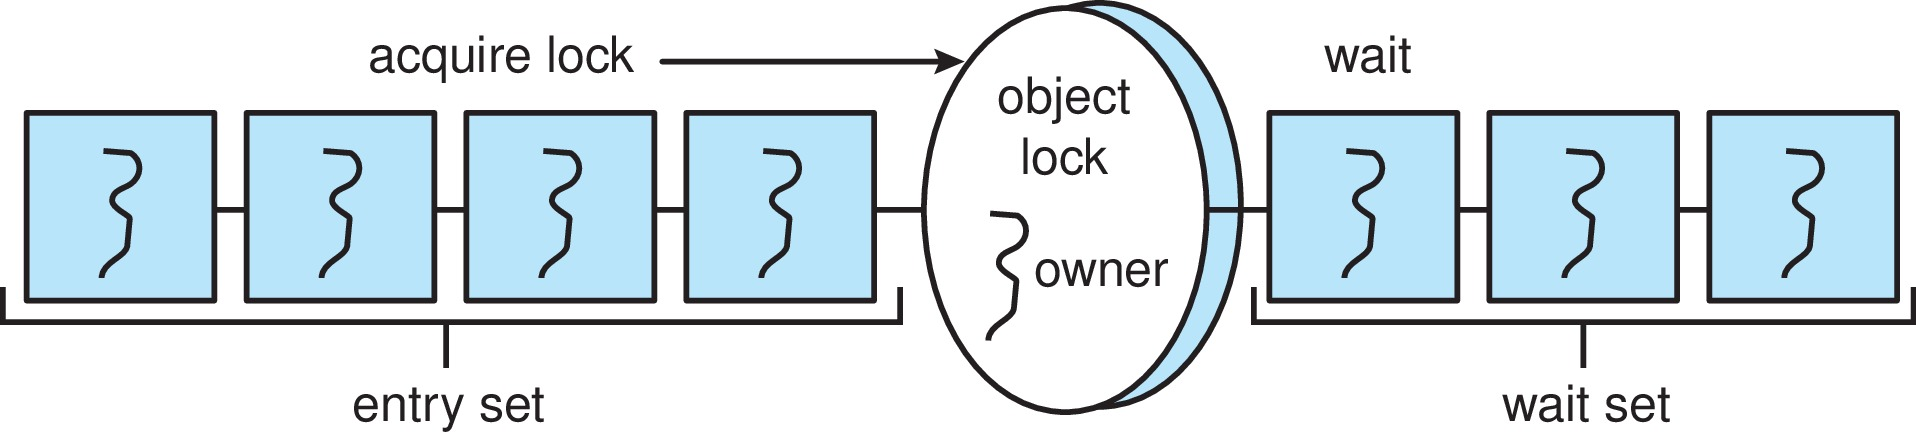 acquire lock
object
lock
owner
wait
entry set
wait set